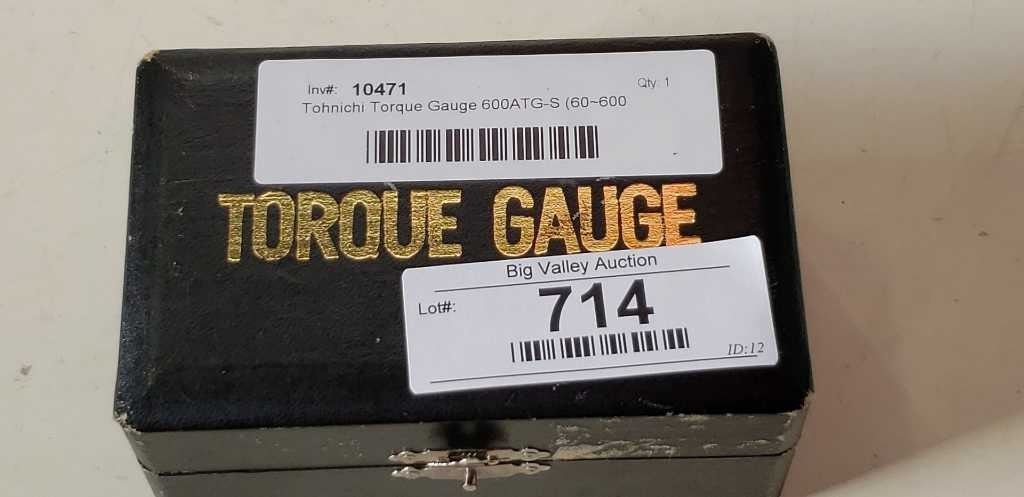 Inv#: 10471 Qty: 1
Tohnichi Torque Gauge 600ATG-S (60~600
TORQUE GAUGE
Big Valley Auction
Lot#: 714
ID:12